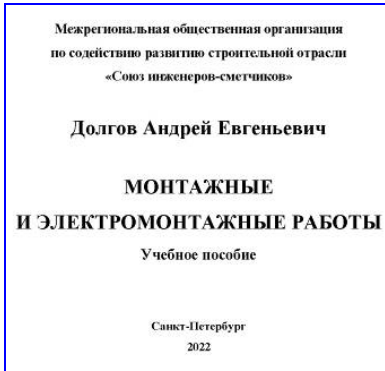 Межрегиональная общественная организация
по содействию развитию строительной отрасли
«Союз инженеров-сметчиков»
Долгов Андрей Евгеньевич
МОНТАЖНЫЕ
И ЭЛЕКТРОМОНТАЖНЫЕ РАБОТЫ
Учебное пособие
Санкт-Петербург
2022